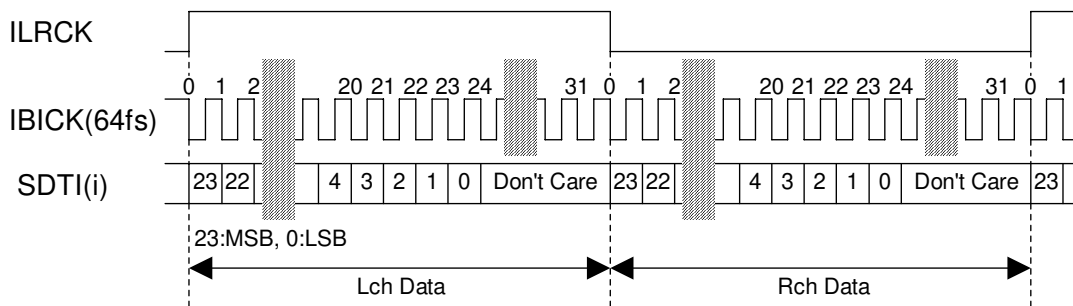 ILRCK
0 1 2 20 21 22 23 24 31 0 1 2 20 21 22 23 24 31 0 1
IBICK(64fs)
SDTI(i)
23 22 4 3 2 1 0 Don't Care 23 22 4 3 2 1 0 Don't Care 23
23:MSB, 0:LSB
Lch Data Rch Data